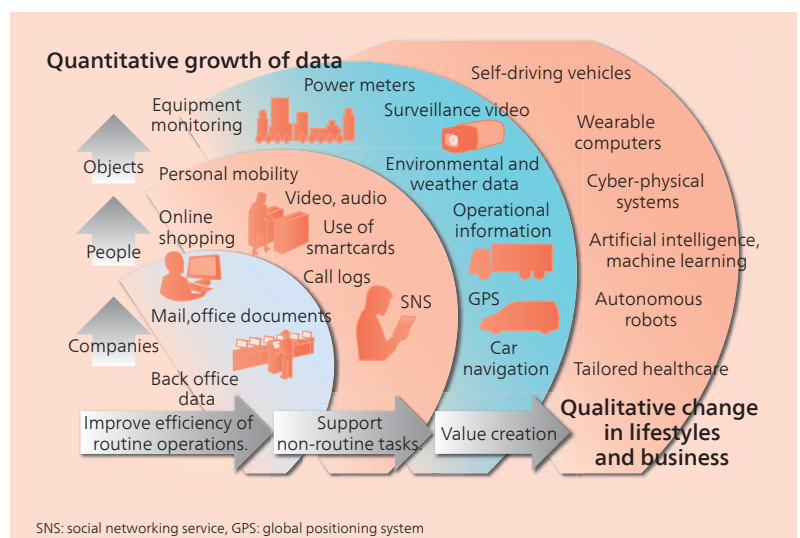 Quantitative growth of data
Power meters
Self-driving vehicles
Equipment
monitoring
Surveillance video
Wearable
computers
Objects
Personal mobility
Environmental and
weather data
Cyber-physical
systems
Video, audio
People
Online
shopping
Use of
smartcards
Operational
information
Artificial intelligence,
machine learning
Call logs
SNS
GPS
Autonomous
robots
Mail,office documents
Companies
Car
navigation
Back office
data
Tailored healthcare
Improve efficiency of
routine operations.
Support
non-routine tasks.
Value creation
Qualitative change
in lifestyles
and business
SNS: social networking service, GPS: global positioning system